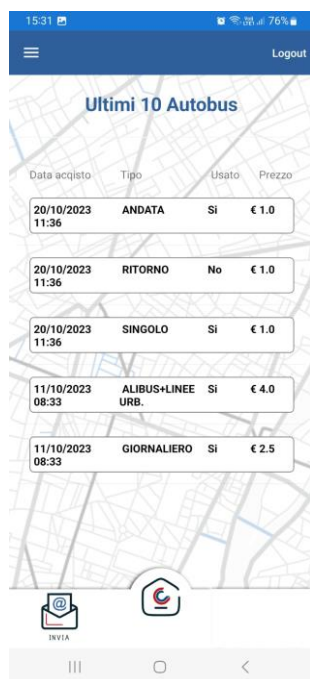 15:31 76%
Logout
Ultimi 10 Autobus
Data acqisto Tipo Usato Prezzo
20/10/2023 ANDATA Si € 1.0
11:36
20/10/2023 RITORNO No € 1.0
11:36
20/10/2023 SINGOLO Si € 1.0
11:36
11/10/2023 ALIBUS+LINEE Si € 4.0
08:33 URB.
11/10/2023 GIORNALIERO Si € 2.5
08:33
@
INVIA